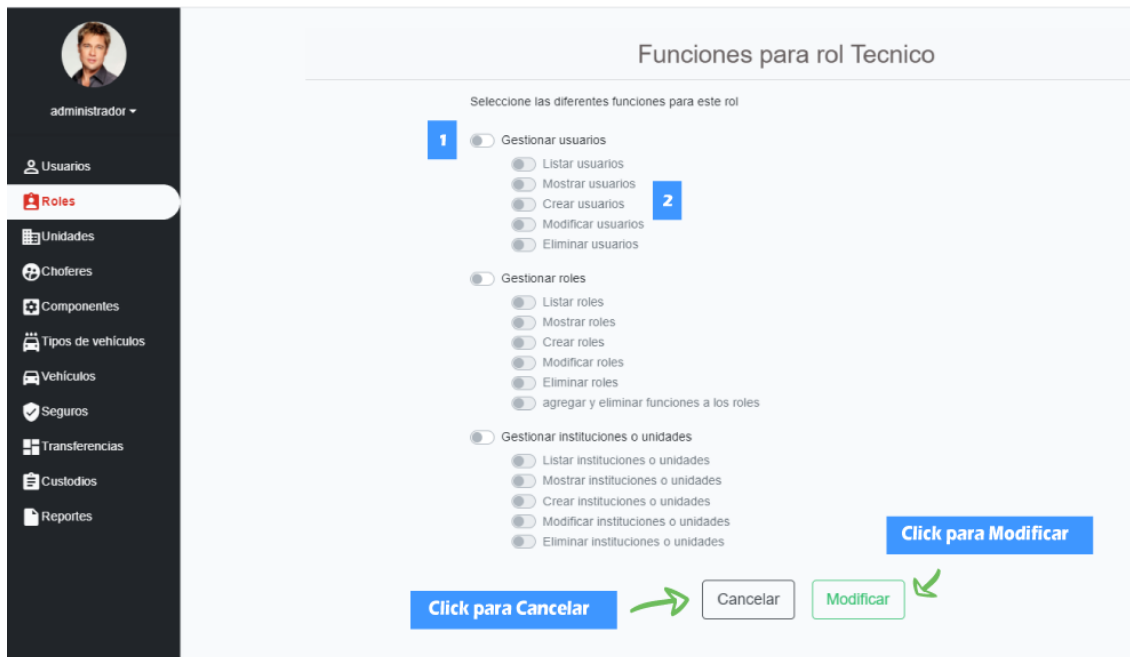 administrador
Usuarios
Roles
Unidades
Choferes
Componentes
Tipos de vehículos
Vehículos
Seguros
Transferencias
Custodios
Reportes
Funciones para rol Tecnico
Seleccione las diferentes funciones para este rol
1
Gestionar usuarios
Listar usuarios
Mostrar usuarios
Crear usuarios
2
Modificar usuarios
Eliminar usuarios
Gestionar roles
Listar roles
Mostrar roles
Crear roles
Modificar roles
Eliminar roles
agregar y eliminar funciones a los roles
Gestionar instituciones o unidades
Listar instituciones o unidades
Mostrar instituciones o unidades
Crear instituciones o unidades
Modificar instituciones o unidades
Eliminar instituciones o unidades
Click para Modificar
Click para Cancelar
Cancelar
Modificar